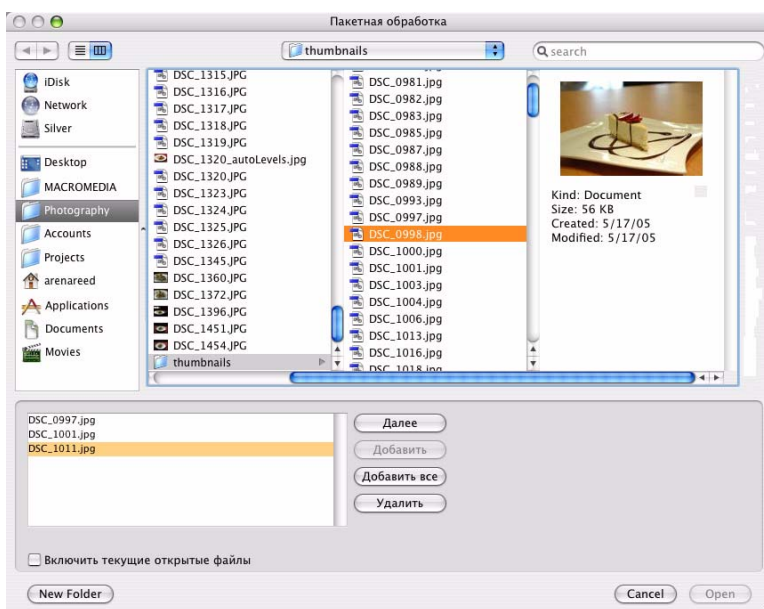 Пакетная обработка
thumbnails
search
iDisk
Network
Silver
Desktop
MACROMEDIA
Photography
Accounts
Projects
arenareed
Applications
Documents
Movies
DSC_1315.JPG
DSC_1316.JPG
DSC_1317.JPG
DSC_1318.JPG
DSC_1319.JPG
DSC_1320_autoLevels.jpg
DSC_1320.JPG
DSC_1323.JPG
DSC_1324.JPG
DSC_1325.JPG
DSC_1326.JPG
DSC_1345.JPG
DSC_1360.JPG
DSC_1372.JPG
DSC_1396.JPG
DSC_1451.JPG
DSC_1454.JPG
thumbnails
DSC_0981.jpg
DSC_0982.jpg
DSC_0983.jpg
DSC_0985.jpg
DSC_0987.jpg
DSC_0988.jpg
DSC_0989.jpg
DSC_0993.jpg
DSC_0997.jpg
DSC_0998.jpg
DSC_1000.jpg
DSC_1001.jpg
DSC_1003.jpg
DSC_1004.jpg
DSC_1006.jpg
DSC_1013.jpg
DSC_1016.jpg
DSC_1018.jpg
Kind: Document
Size: 56 KB
Created: 5/17/05
Modified: 5/17/05
DSC_0997.jpg
DSC_1001.jpg
DSC_1011.jpg
Далее
Добавить
Добавить все
Удалить
Включить текущие открытые файлы
New Folder
Cancel
Open